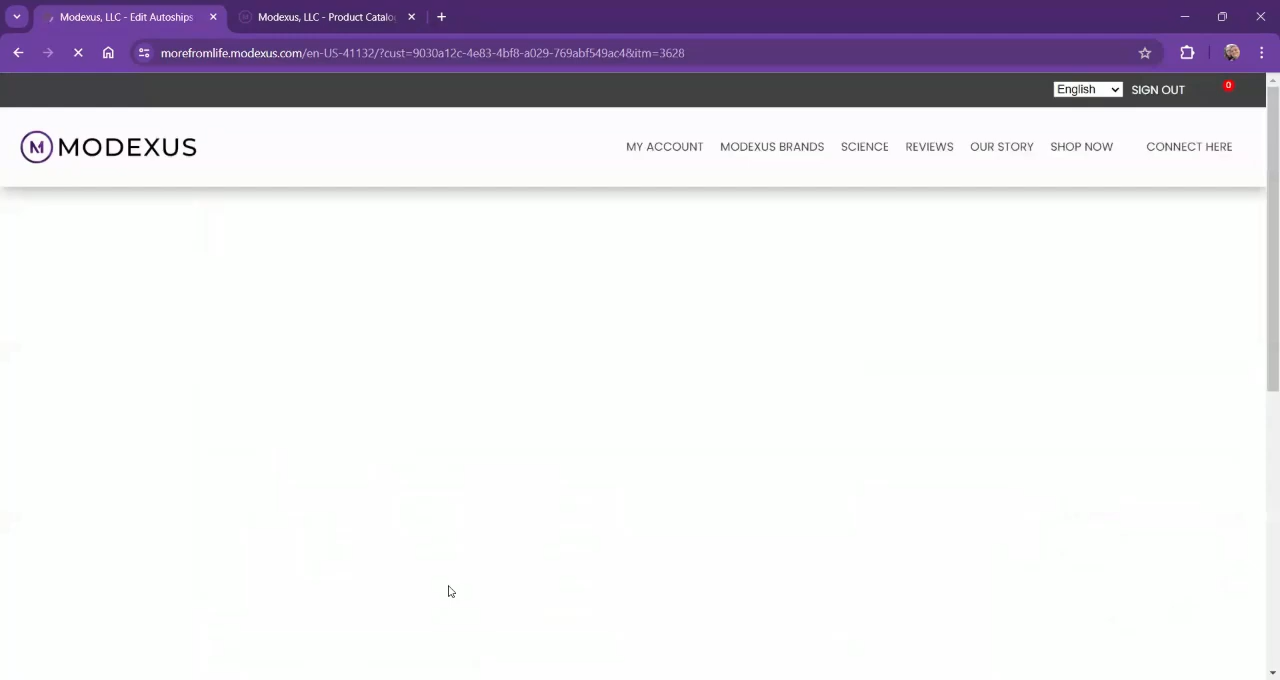 Modexus, LLC - Edit Autoships
Modexus, LLC - Product Catalo
morefromlife.modexus.com/en-US-41132/?cust=9030a12c-4e83-4bf8-a029-769abf549ac4&itm=3628
English SIGN OUT 0
M MODEXUS
MY ACCOUNT MODEXUS BRANDS SCIENCE REVIEWS OUR STORY SHOP NOW CONNECT HERE